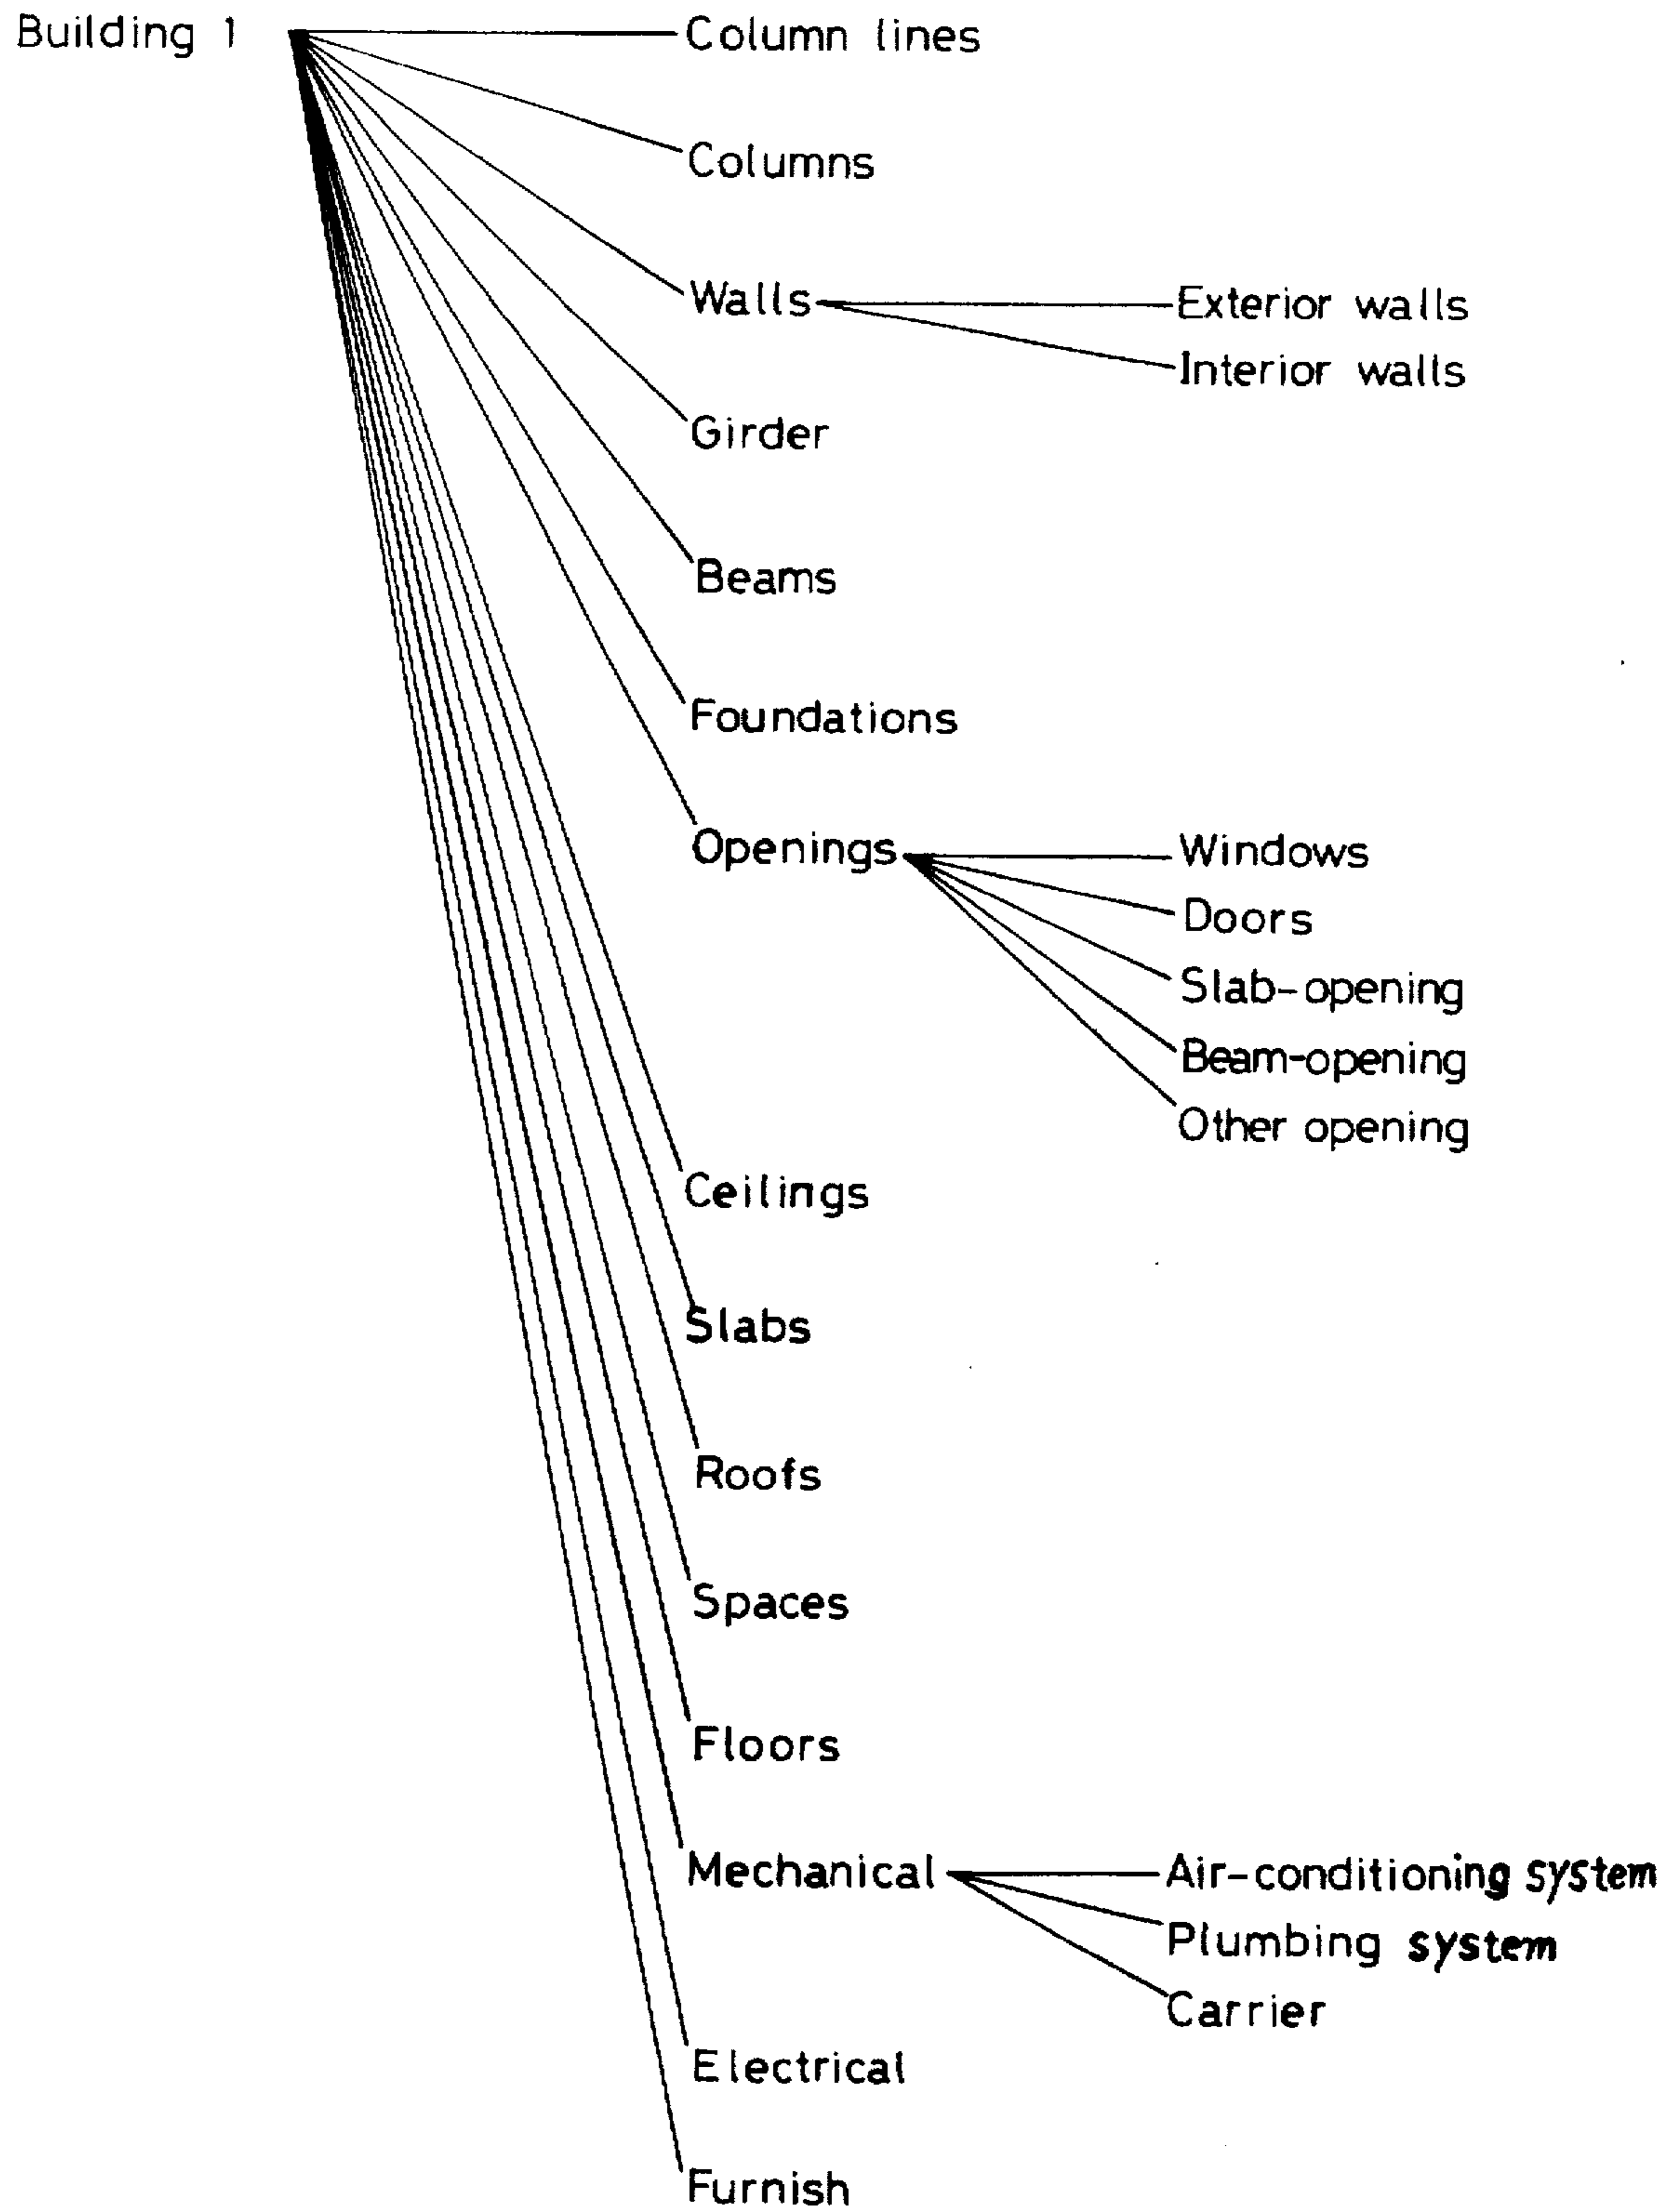 Building 1
Column lines
Columns
Walls
Exterior walls
Interior walls
Girder
Beams
Foundations
Openings
Windows
Doors
Slab-opening
Beam-opening
Other opening
Ceilings
Slabs
Roofs
Spaces
Floors
Mechanical
Air-conditioning system
Plumbing system
Carrier
Electrical
Furnish